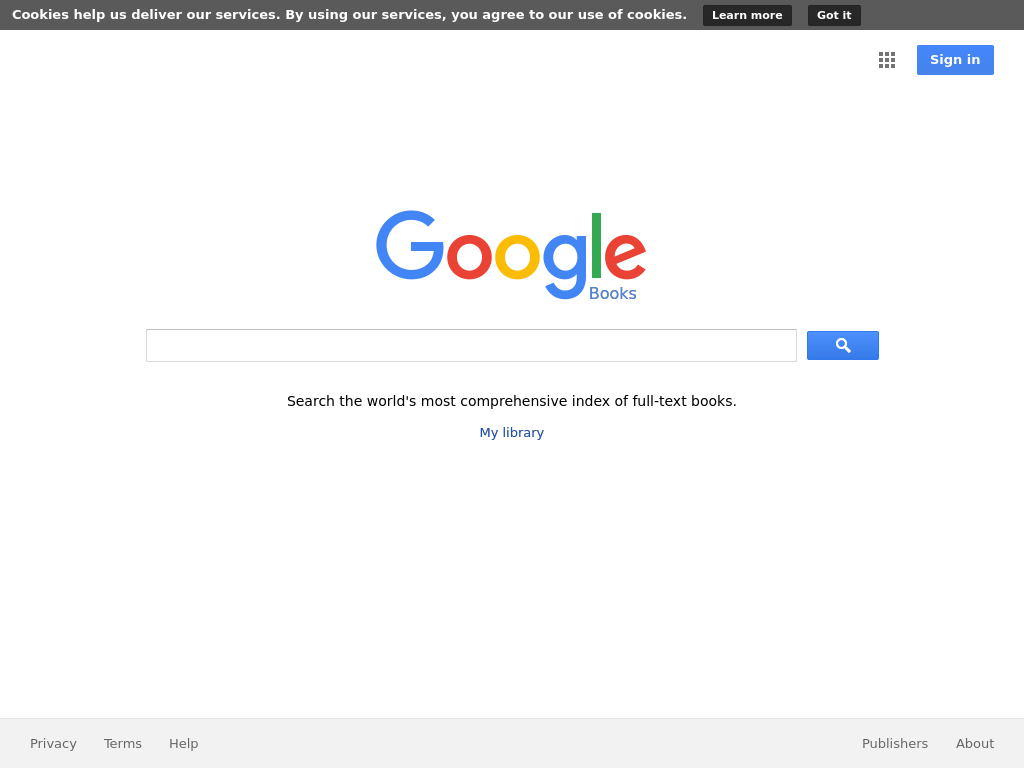 Cookies help us deliver our services. By using our services, you agree to our use of cookies. Learn more Got it
Sign in
Google
Books
Search the world's most comprehensive index of full-text books.
My library
Privacy Terms Help Publishers About